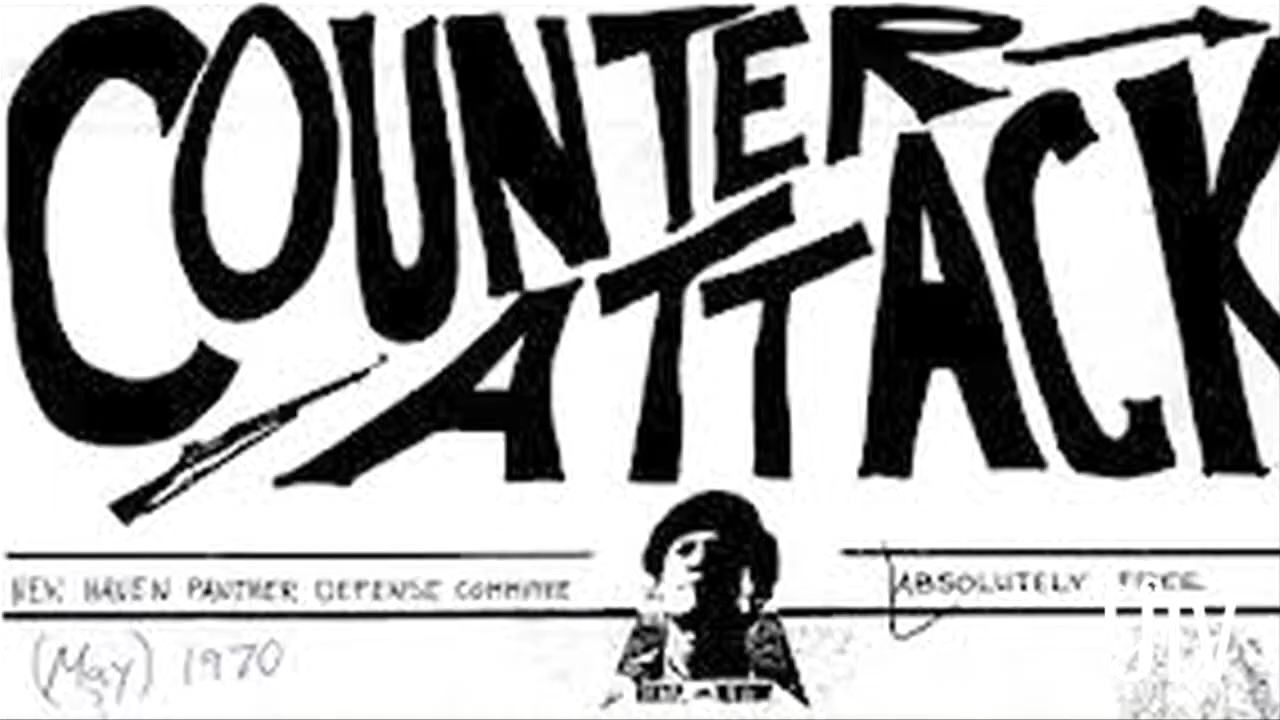 COUNTER
ATTACK
NEW HAVEN PANTHER DEFENSE COMMITTEE
ABSOLUTELY FREE
(May) 1970